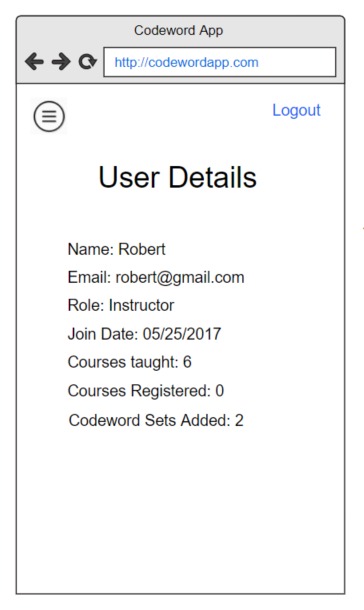 Codeword App
http://codewordapp.com
Logout
User Details
Name: Robert
Email: robert@gmail.com
Role: Instructor
Join Date: 05/25/2017
Courses taught: 6
Courses Registered: 0
Codeword Sets Added: 2